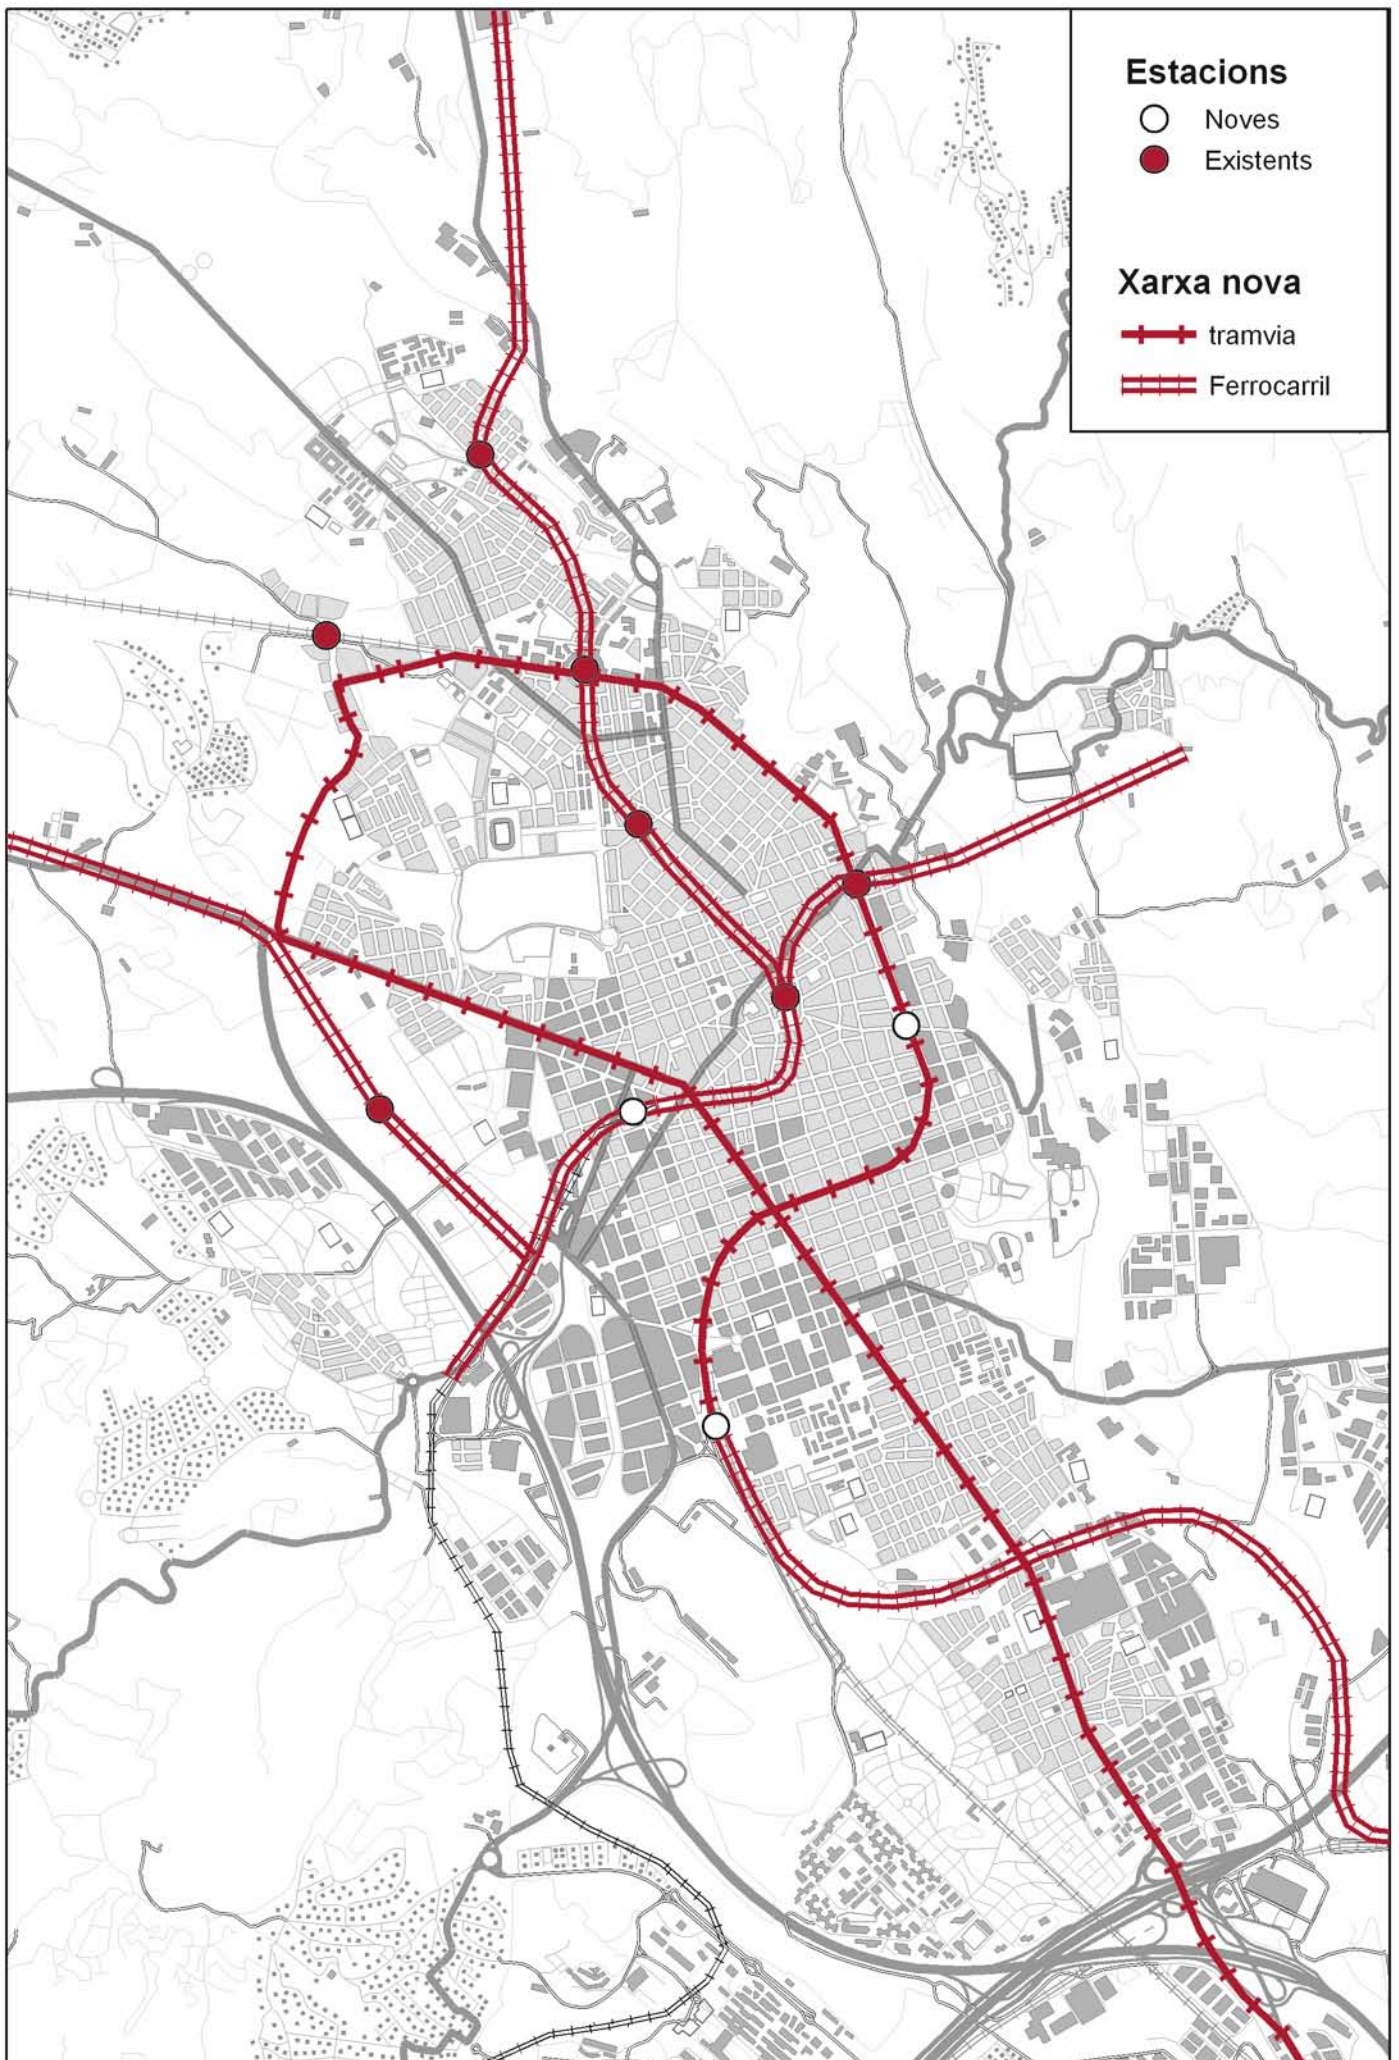 Estacions
Noves
Existents
Xarxa nova
tramvia
Ferrocarril